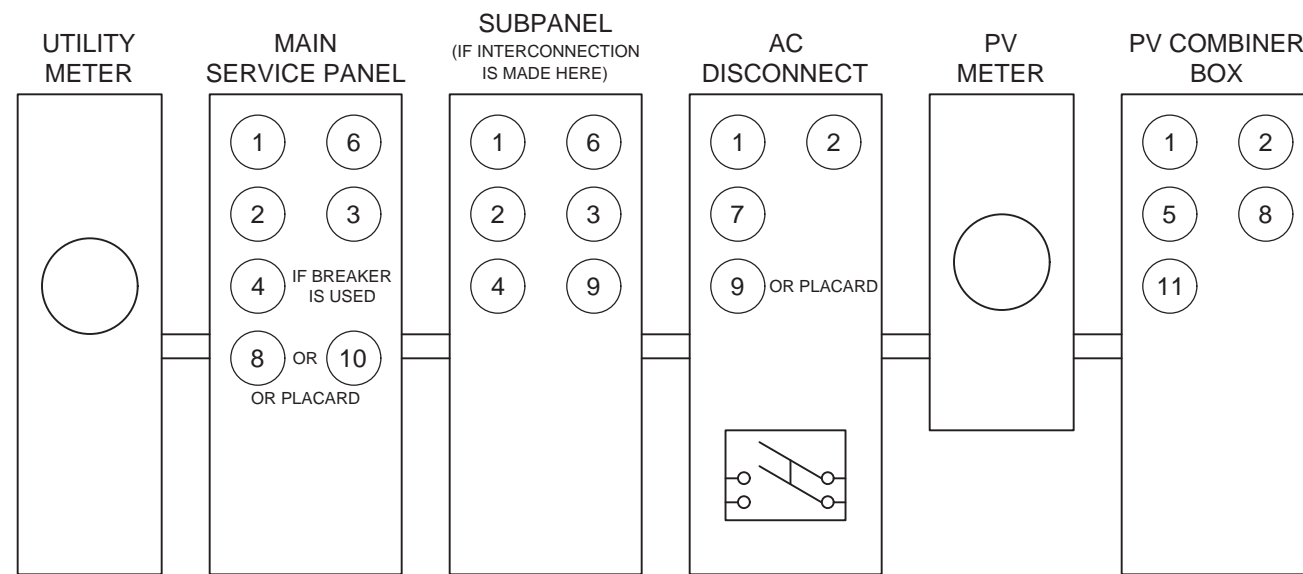 UTILITY
METER
MAIN
SERVICE PANEL
SUBPANEL
(IF INTERCONNECTION
IS MADE HERE)
AC
DISCONNECT
PV
METER
PV COMBINER
BOX
1 6
2 3
4 IF BREAKER
IS USED
8 OR 10
OR PLACARD
1 6
2 3
4 9
1 2
7
9 OR PLACARD
1 2
5 8
11